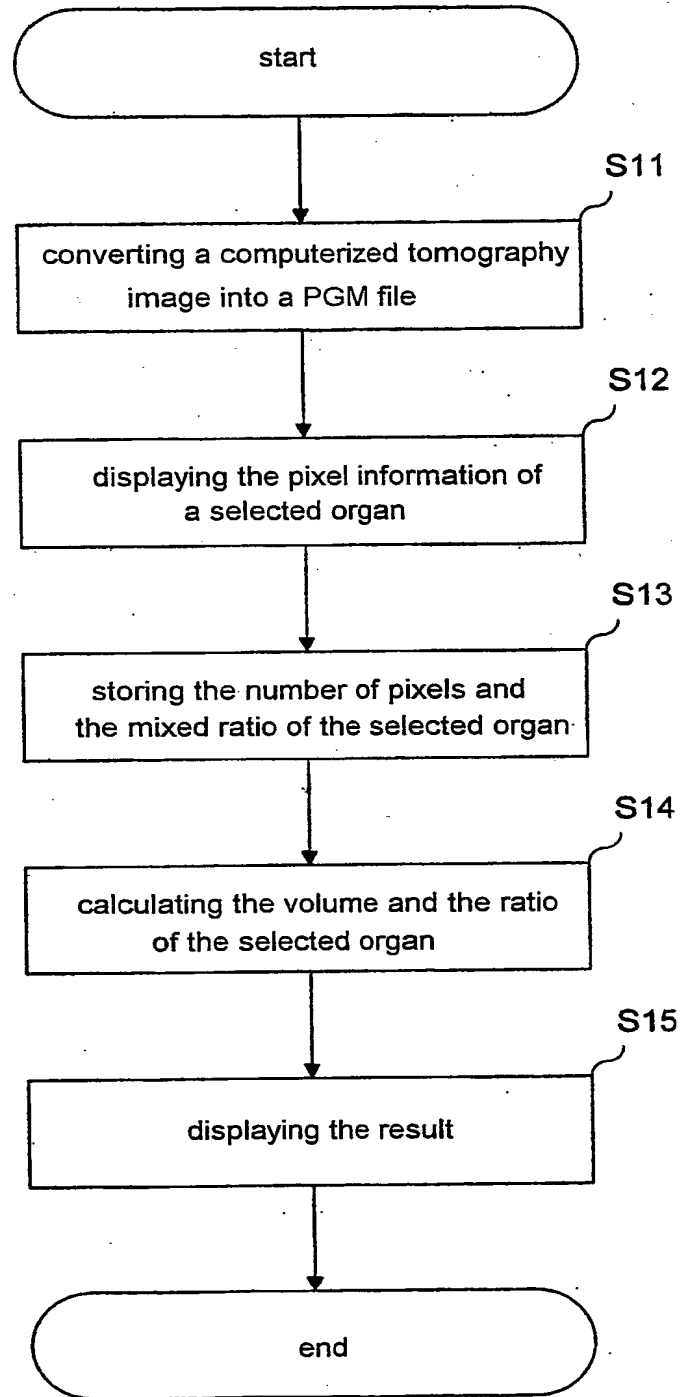 start
S11
converting a computerized tomography
image into a PGM file
S12
displaying the pixel information of
a selected organ
S13
storing the number of pixels and
the mixed ratio of the selected organ
S14
calculating the volume and the ratio
of the selected organ
S15
displaying the result
end